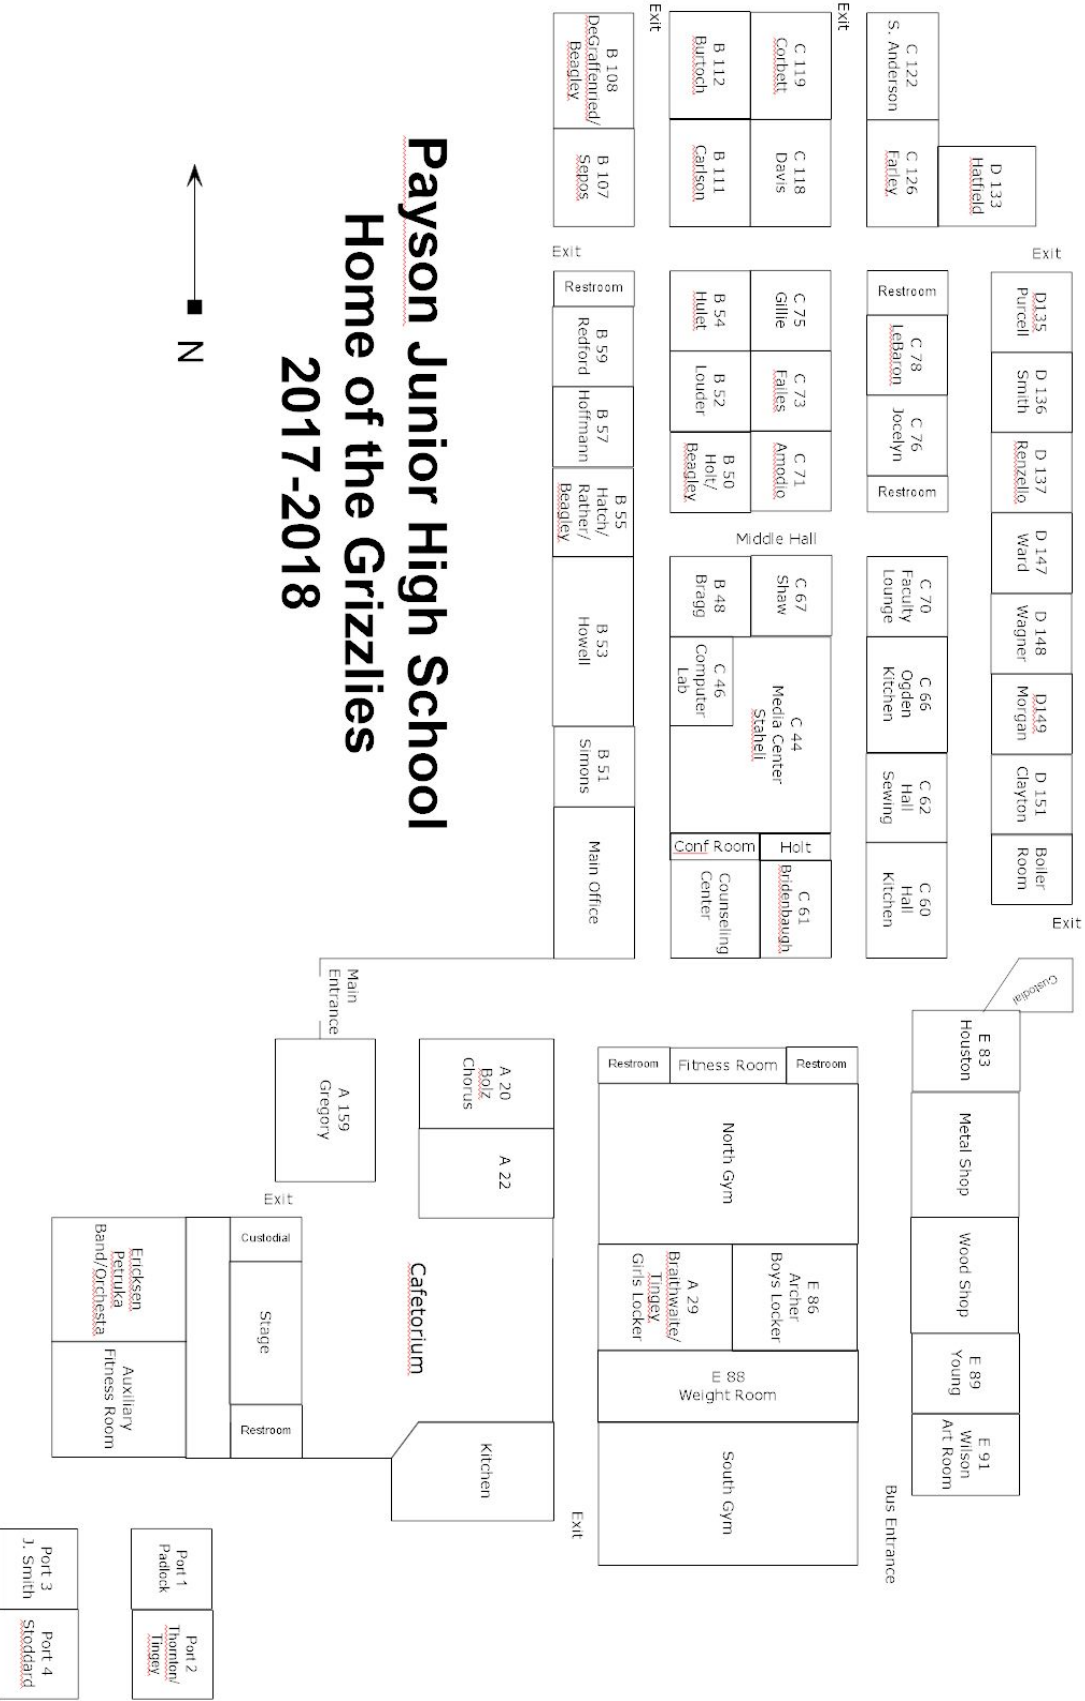 Payson Junior High School
Home of the Grizzlies
2017-2018
N
Exit
Exit
D 133
Hatfield
C 122
S. Anderson
C 126
Farley
C 119
Corbett
C 118
Davis
B 112
Burtoch
B 111
Carlson
B 108
DeGraffenried/
Beagley
B 107
Sepos
Exit
Exit
D135
Purcell
D 136
Smith
D 137
Renzello
D 147
Ward
D 148
Wagner
D149
Morgan
D 151
Clayton
Boiler
Room
Exit
Restroom
C 78
LeBaron
C 76
Jocelyn
Restroom
C 70
Faculty
Lounge
C 66
Ogden
Kitchen
C 62
Hall
Sewing
C 60
Hall
Kitchen
C 75
Gillie
C 73
Failes
C 71
Amodio
B 54
Hulet
B 52
Louder
B 50
Holt/
Beagley
Middle Hall
C 67
Shaw
B 48
Bragg
C 44
Media Center
Staheli
C 46
Computer
Lab
Holt
Conf Room
C 61
Bridenbaugh
Counseling
Center
Restroom
B 59
Redford
B 57
Hoffmann
B 55
Hatch/
Rather/
Beagley
B 53
Howell
B 51
Simons
Main Office
Main
Entrance
Custodial
E 83
Houston
Metal Shop
Wood Shop
E 89
Young
E 91
Wilson
Art Room
Bus Entrance
Restroom
Fitness Room
Restroom
North Gym
E 86
Archer
Boys Locker
A 29
Braithwaite/
Tingey
Girls Locker
E 88
Weight Room
South Gym
Exit
A 20
Bolz
Chorus
A 22
Cafetorium
Kitchen
A 159
Gregory
Exit
Custodial
Stage
Restroom
Ericksen
Petruka
Band/Orchesta
Auxiliary
Fitness Room
Port 1
Padlock
Port 2
Thornton/
Tingey
Port 3
J. Smith
Port 4
Stoddard